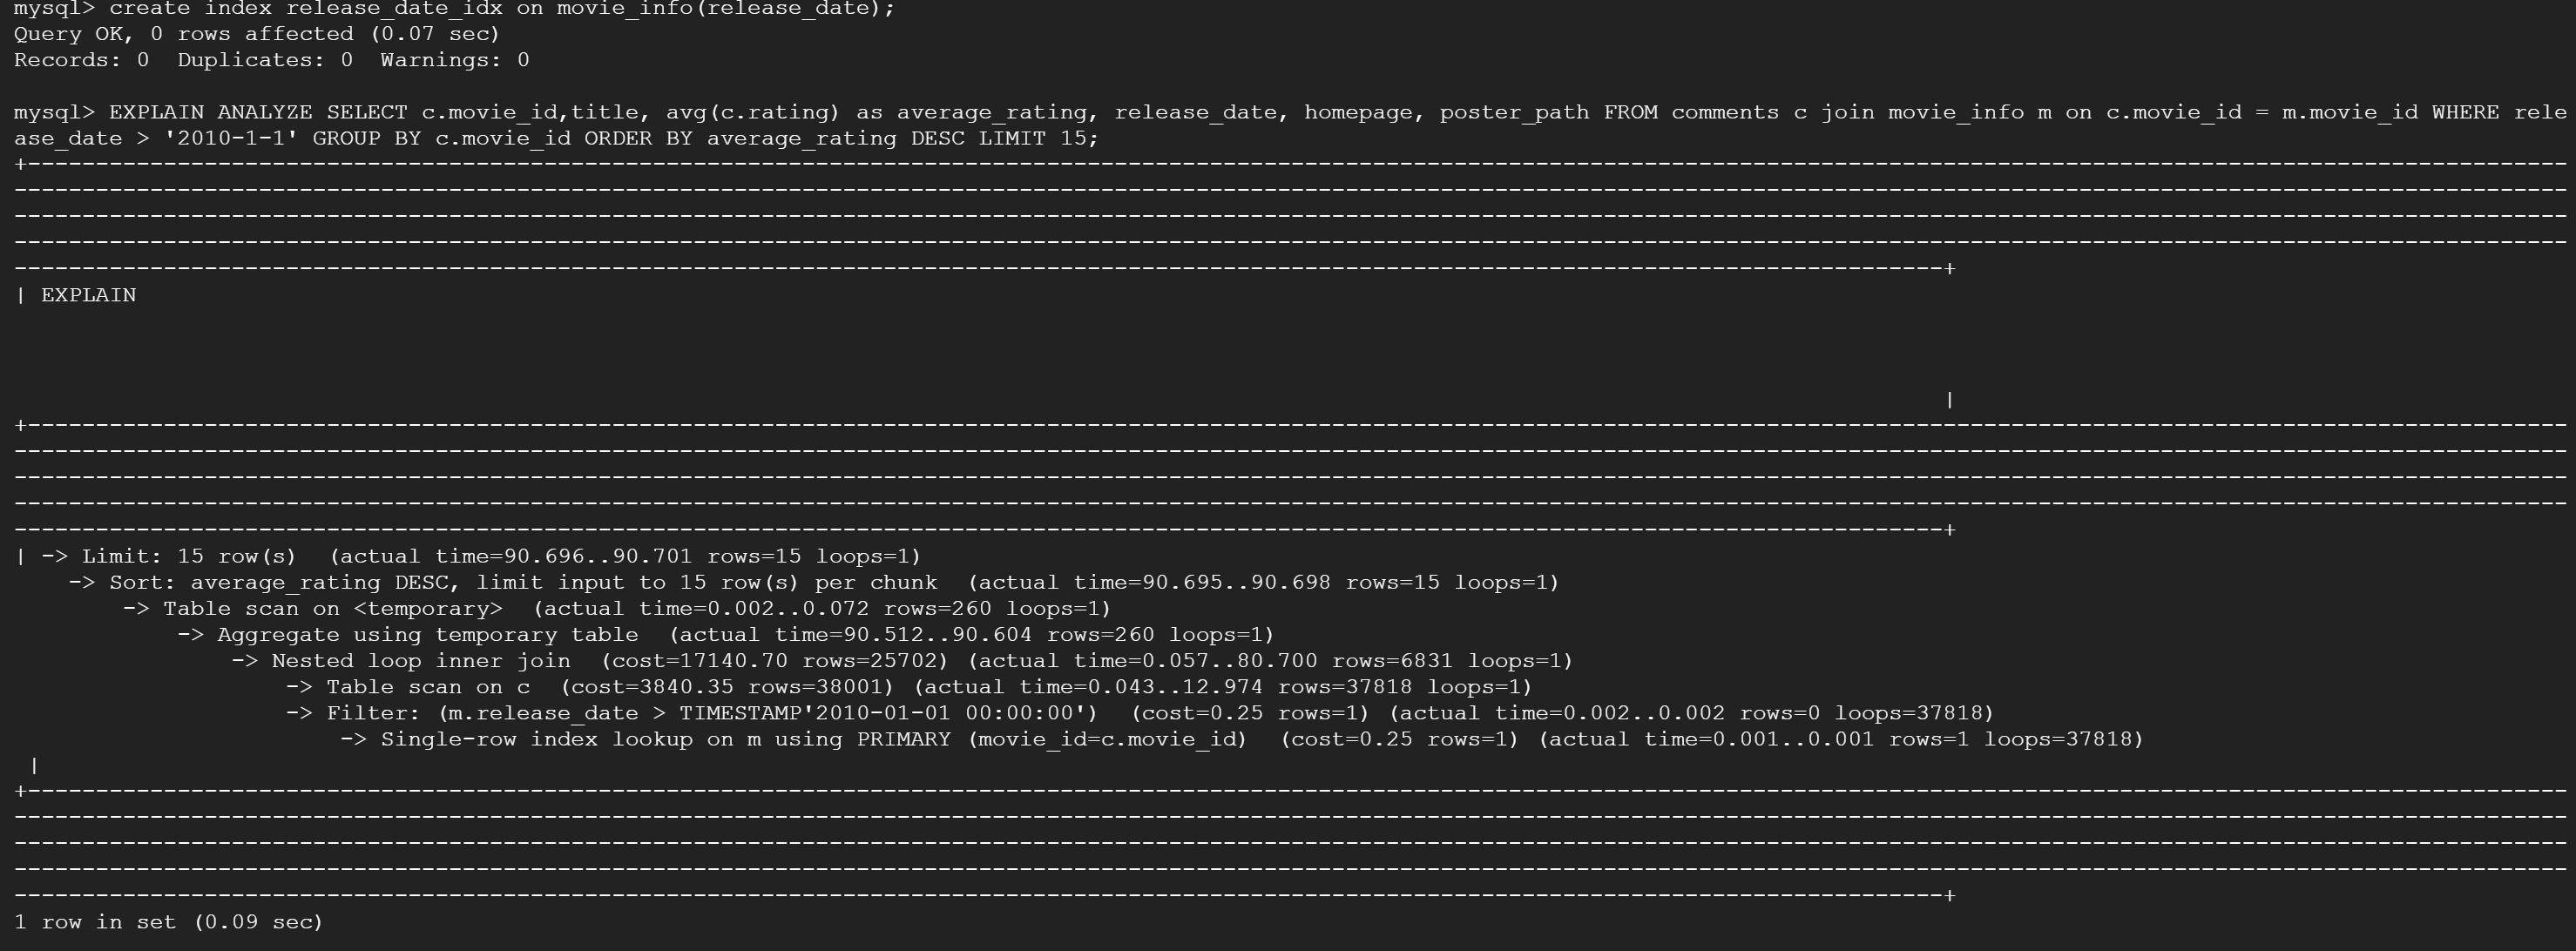 mysql> create index release_date_idx on movie_info(release_date);
Query OK, 0 rows affected (0.07 sec)
Records: 0  Duplicates: 0  Warnings: 0
mysql> EXPLAIN ANALYZE SELECT c.movie_id,title, avg(c.rating) as average_rating, release_date, homepage, poster_path FROM comments c join movie_info m on c.movie_id = m.movie_id WHERE rele
ase_date > '2010-1-1' GROUP BY c.movie_id ORDER BY average_rating DESC LIMIT 15;
| EXPLAIN
|
| -> Limit: 15 row(s)  (actual time=90.696..90.701 rows=15 loops=1)
    -> Sort: average_rating DESC, limit input to 15 row(s) per chunk  (actual time=90.695..90.698 rows=15 loops=1)
        -> Table scan on <temporary>  (actual time=0.002..0.072 rows=260 loops=1)
            -> Aggregate using temporary table  (actual time=90.512..90.604 rows=260 loops=1)
                -> Nested loop inner join  (cost=17140.70 rows=25702) (actual time=0.057..80.700 rows=6831 loops=1)
                    -> Table scan on c  (cost=3840.35 rows=38001) (actual time=0.043..12.974 rows=37818 loops=1)
                    -> Filter: (m.release_date > TIMESTAMP'2010-01-01 00:00:00')  (cost=0.25 rows=1) (actual time=0.002..0.002 rows=0 loops=37818)
                        -> Single-row index lookup on m using PRIMARY (movie_id=c.movie_id)  (cost=0.25 rows=1) (actual time=0.001..0.001 rows=1 loops=37818)
 |
1 row in set (0.09 sec)